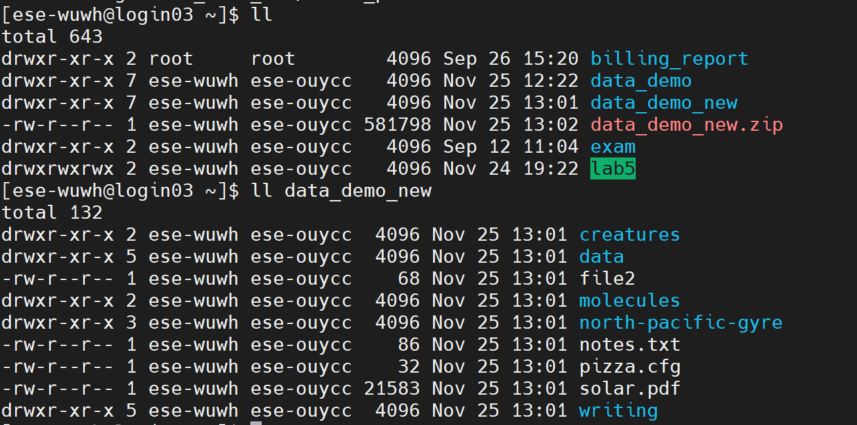 [ese-wuwh@login03 ~]$ ll
total 643
drwxr-xr-x 2 root     root       4096 Sep 26 15:20 billing_report
drwxr-xr-x 7 ese-wuwh ese-ouycc   4096 Nov 25 12:22 data_demo
drwxr-xr-x 7 ese-wuwh ese-ouycc   4096 Nov 25 13:01 data_demo_new
-rw-r--r-- 1 ese-wuwh ese-ouycc 581798 Nov 25 13:02 data_demo_new.zip
drwxr-xr-x 2 ese-wuwh ese-ouycc   4096 Sep 12 11:04 exam
drwxrwxrwx 2 ese-wuwh ese-ouycc   4096 Nov 24 19:22 lab5
[ese-wuwh@login03 ~]$ ll data_demo_new
total 132
drwxr-xr-x 2 ese-wuwh ese-ouycc  4096 Nov 25 13:01 creatures
drwxr-xr-x 5 ese-wuwh ese-ouycc  4096 Nov 25 13:01 data
-rw-r--r-- 1 ese-wuwh ese-ouycc    68 Nov 25 13:01 file2
drwxr-xr-x 2 ese-wuwh ese-ouycc  4096 Nov 25 13:01 molecules
drwxr-xr-x 3 ese-wuwh ese-ouycc  4096 Nov 25 13:01 north-pacific-gyre
-rw-r--r-- 1 ese-wuwh ese-ouycc    86 Nov 25 13:01 notes.txt
-rw-r--r-- 1 ese-wuwh ese-ouycc    32 Nov 25 13:01 pizza.cfg
-rw-r--r-- 1 ese-wuwh ese-ouycc 21583 Nov 25 13:01 solar.pdf
drwxr-xr-x 5 ese-wuwh ese-ouycc  4096 Nov 25 13:01 writing